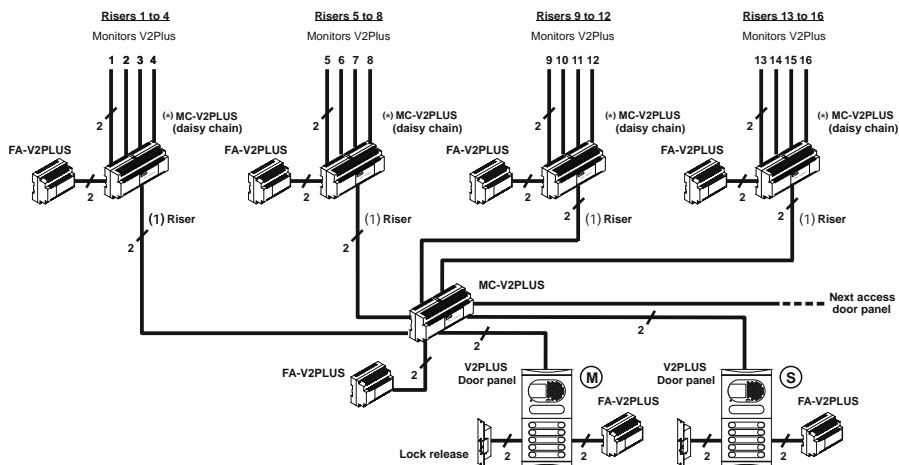 Risers 1 to 4
Monitors V2Plus
1 2 3 4
2
(*) MC-V2PLUS
(daisy chain)
FA-V2PLUS
2
(1) Riser
2
Risers 5 to 8
Monitors V2Plus
5 6 7 8
2
(*) MC-V2PLUS
(daisy chain)
FA-V2PLUS
2
(1) Riser
2
Risers 9 to 12
Monitors V2Plus
9 10 11 12
2
(*) MC-V2PLUS
(daisy chain)
FA-V2PLUS
2
2
(1) Riser
Risers 13 to 16
Monitors V2Plus
13 14 15 16
2
(*) MC-V2PLUS
(daisy chain)
FA-V2PLUS
2
2
(1) Riser
MC-V2PLUS
Next access
door panel
2
2
FA-V2PLUS
2
V2PLUS
Door panel
M
FA-V2PLUS
Lock release
2
2
V2PLUS
Door panel
S
FA-V2PLUS
2
2